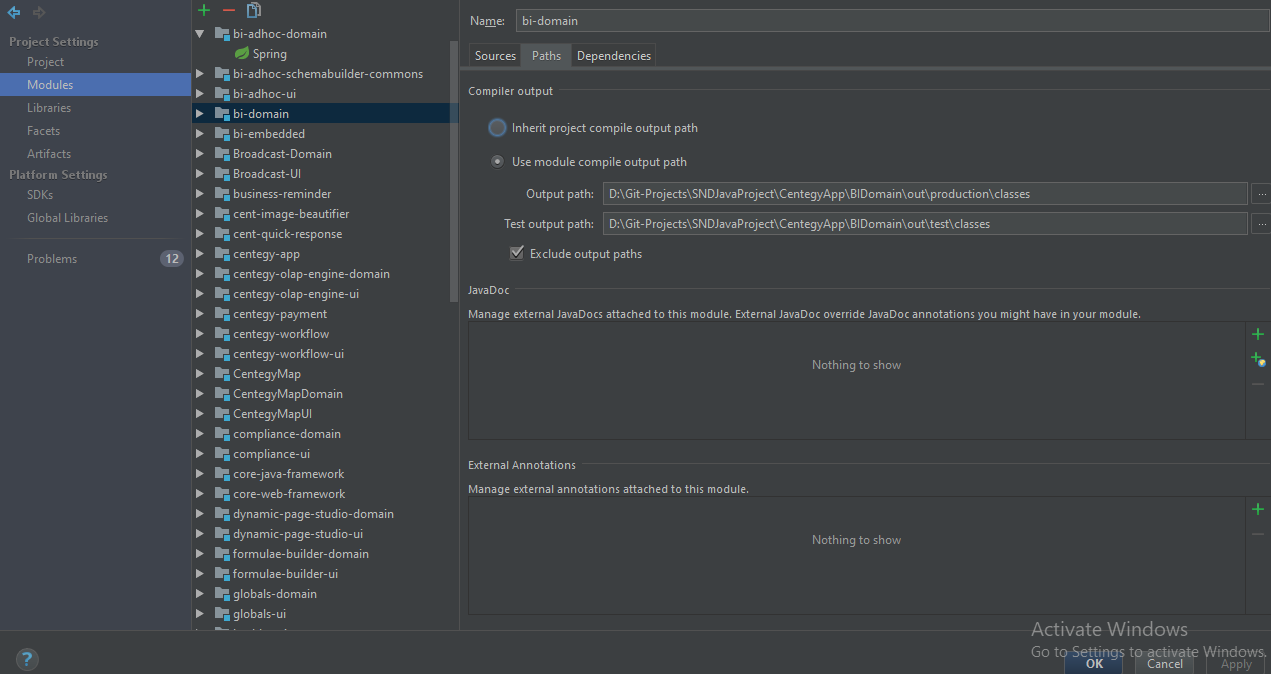 Project Settings
Project
Modules
Libraries
Facets
Artifacts
Platform Settings
SDKs
Global Libraries
Problems 12
bi-adhoc-domain
Spring
bi-adhoc-schemabuilder-commons
bi-adhoc-ui
bi-domain
bi-embedded
Broadcast-Domain
Broadcast-UI
business-reminder
cent-image-beautifier
cent-quick-response
centegy-app
centegy-olap-engine-domain
centegy-olap-engine-ui
centegy-payment
centegy-workflow
centegy-workflow-ui
CentegyMap
CentegyMapDomain
CentegyMapUI
compliance-domain
compliance-ui
core-java-framework
core-web-framework
dynamic-page-studio-domain
dynamic-page-studio-ui
formulae-builder-domain
formulae-builder-ui
globals-domain
globals-ui
Name: bi-domain
Sources Paths Dependencies
Compiler output
Inherit project compile output path
Use module compile output path
Output path: D:\Git-Projects\SNDJavaProject\CentegyApp\BIDomain\out\production\classes ...
Test output path: D:\Git-Projects\SNDJavaProject\CentegyApp\BIDomain\out\test\classes ...
Exclude output paths
JavaDoc
Manage external JavaDocs attached to this module. External JavaDoc override JavaDoc annotations you might have in your module.
Nothing to show
External Annotations
Manage external annotations attached to this module.
Nothing to show
Activate Windows
Go to Settings to activate Windows.
? OK Cancel Apply